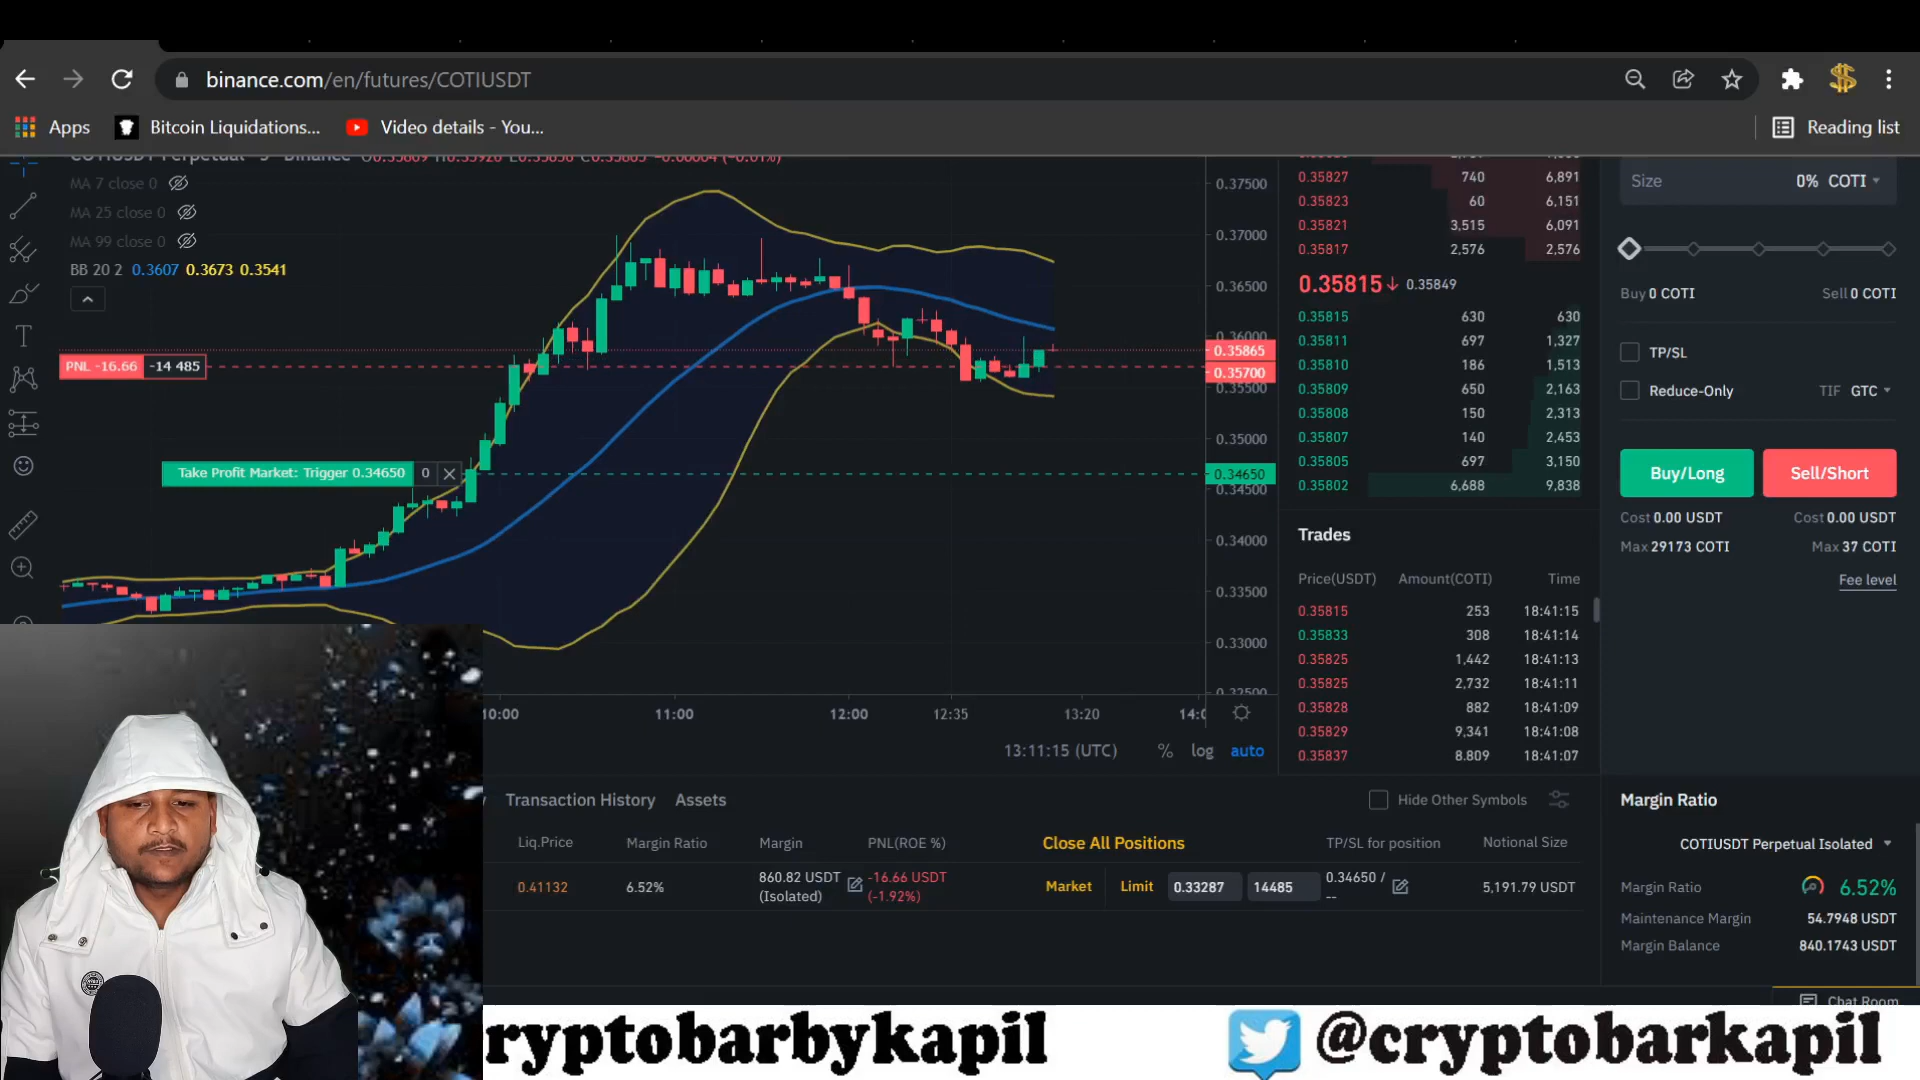 binance.com/en/futures/COTIUSDT
Apps
Bitcoin Liquidations...
Video details - You...
Reading list
MA 7 close 0
MA 25 close 0
MA 99 close 0
BB 20 2 0.3607 0.3673 0.3541
PNL -16.66 -14 485
Take Profit Market: Trigger 0.34650 0
0.37500
0.37000
0.36500
0.36000
0.35865
0.35700
0.35500
0.35000
0.34650
0.34500
0.34000
0.33500
0.33000
0.32500
10:00 11:00 12:00 12:35 13:20
13:11:15 (UTC) % log auto
0.35827 740 6,891
0.35823 60 6,151
0.35821 3,515 6,091
0.35817 2,576 2,576
0.35815↓ 0.35849
0.35815 630 630
0.35811 697 1,327
0.35810 186 1,513
0.35809 650 2,163
0.35808 150 2,313
0.35807 140 2,453
0.35805 697 3,150
0.35802 6,688 9,838
Trades
Price(USDT) Amount(COTI) Time
0.35815 253 18:41:15
0.35833 308 18:41:14
0.35825 1,442 18:41:13
0.35825 2,732 18:41:11
0.35828 882 18:41:09
0.35829 9,341 18:41:08
0.35837 8,809 18:41:07
Size 0% COTI
Buy 0 COTI Sell 0 COTI
TP/SL
Reduce-Only TIF GTC
Buy/Long Sell/Short
Cost 0.00 USDT Cost 0.00 USDT
Max 29173 COTI Max 37 COTI
Fee level
Transaction History Assets
Hide Other Symbols
Liq.Price Margin Ratio Margin PNL(ROE %) Close All Positions TP/SL for position Notional Size
0.41132 6.52% 860.82 USDT -16.66 USDT Market Limit 0.33287 14485 0.34650 / 5,191.79 USDT
(Isolated) (-1.92%) --
Margin Ratio
COTIUSDT Perpetual Isolated
Margin Ratio 6.52%
Maintenance Margin 54.7948 USDT
Margin Balance 840.1743 USDT
Chat Room
ryptobarbykapil
@cryptobarkapil